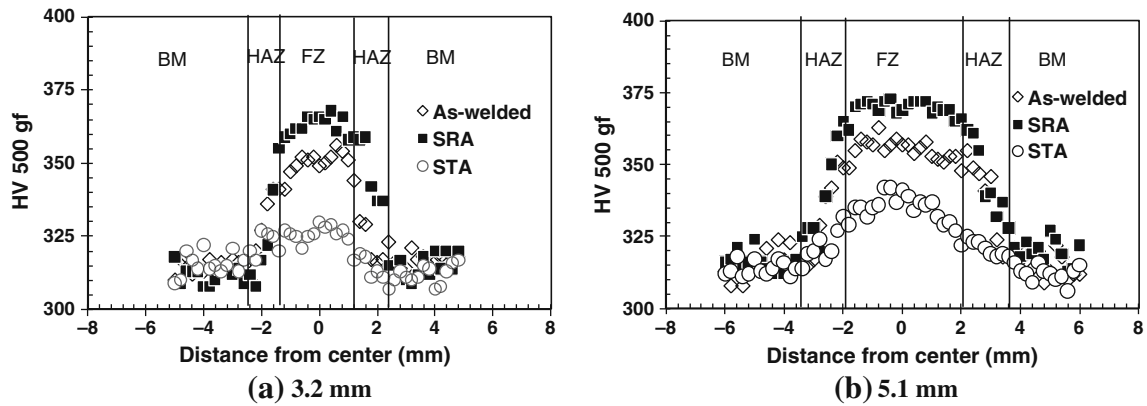 400
375
350
325
300
HV 500 gf
BM
HAZ
FZ
HAZ
BM
As-welded
SRA
STA
−8 −6 −4 −2 0 2 4 6 8
Distance from center (mm)
(a) 3.2 mm
400
375
350
325
300
HV 500 gf
BM
HAZ
FZ
HAZ
BM
As-welded
SRA
STA
−8 −6 −4 −2 0 2 4 6 8
Distance from center (mm)
(b) 5.1 mm